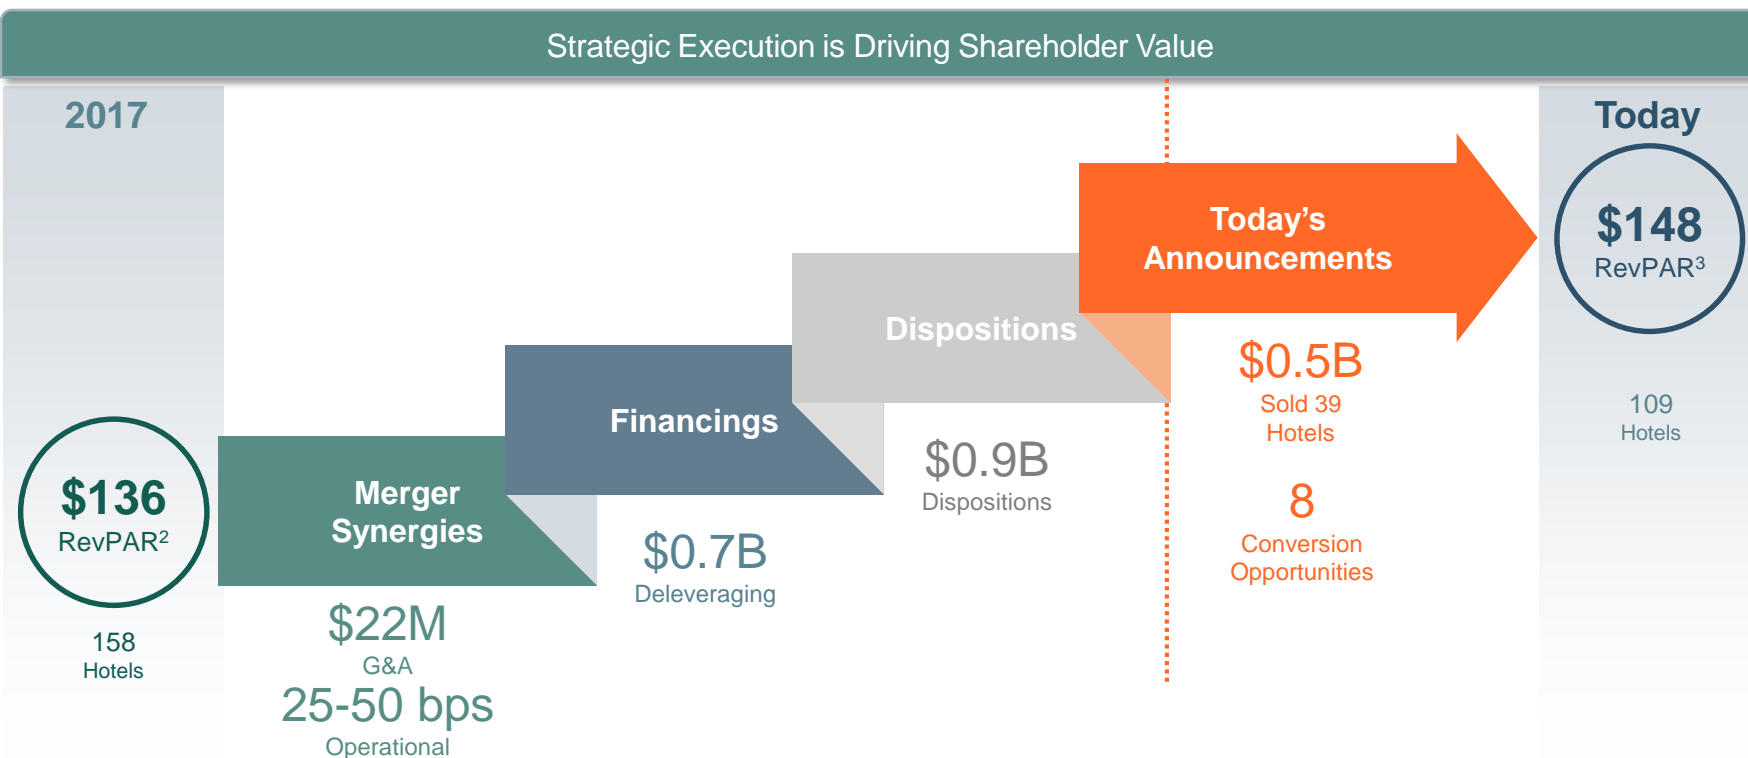 Strategic Execution is Driving Shareholder Value
2017
$136
RevPAR2
158
Hotels
Merger
Synergies
$22M
G&A
25-50 bps
Operational
Financings
$0.7B
Deleveraging
Dispositions
$0.9B
Dispositions
Today’s
Announcements
$0.5B
Sold 39
Hotels
8
Conversion
Opportunities
Today
$148
RevPAR3
109
Hotels